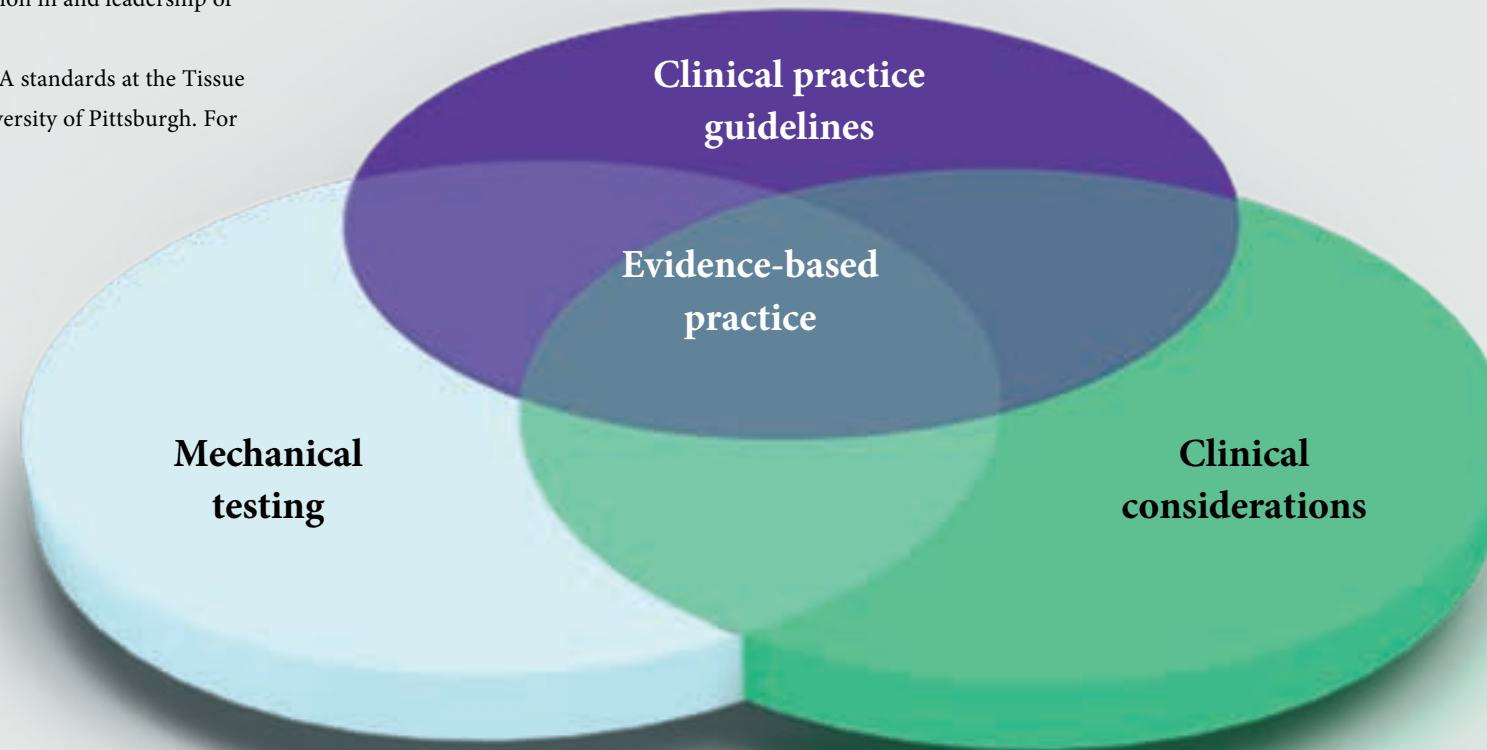 ion in and leadership of
A standards at the Tissue
versity of Pittsburgh. For
Clinical practice
guidelines
Evidence-based
practice
Mechanical
testing
Clinical
considerations